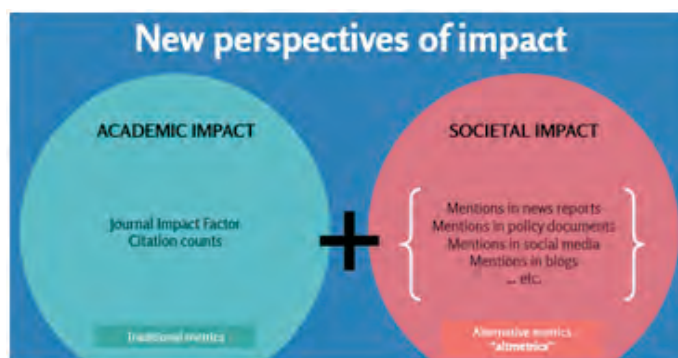 New perspectives of impact
ACADEMIC IMPACT
Journal Impact Factor
Citation counts
Traditional metrics
SOCIETAL IMPACT
Mentions in news reports
Mentions in policy documents
Mentions in social media
Mentions in blogs
... etc.
Alternative metrics
"altmetrics"